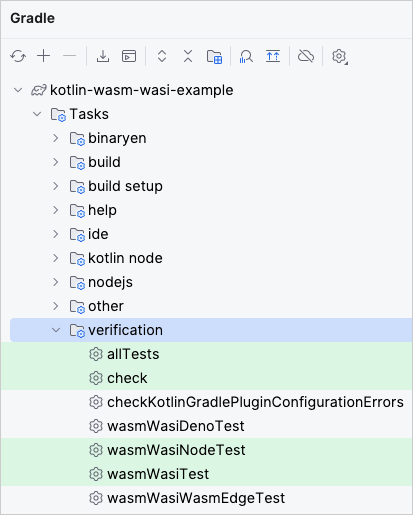 Gradle
kotlin-wasm-wasi-example
Tasks
binaryen
build
build setup
help
ide
kotlin node
nodejs
other
verification
allTests
check
checkKotlinGradlePluginConfigurationErrors
wasmWasiDenoTest
wasmWasiNodeTest
wasmWasiTest
wasmWasiWasmEdgeTest